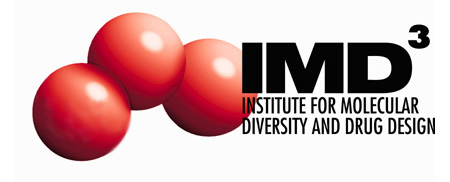 IMD³
INSTITUTE FOR MOLECULAR
DIVERSITY AND DRUG DESIGN